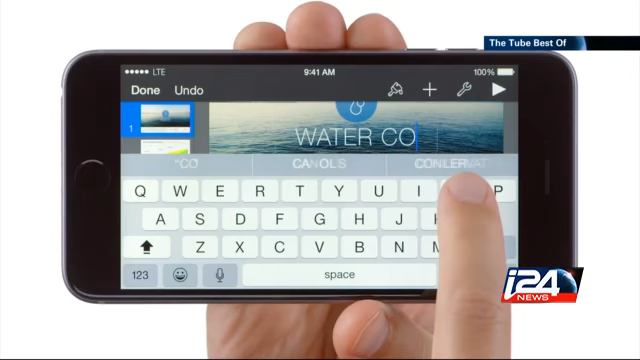 The Tube Best Of
LTE 9:41 AM 100%
Done Undo
1
WATER CO
"CO
Q W E R T Y U I P
A S D F G H J
Z X C V B N M
123 space
i24
NEWS